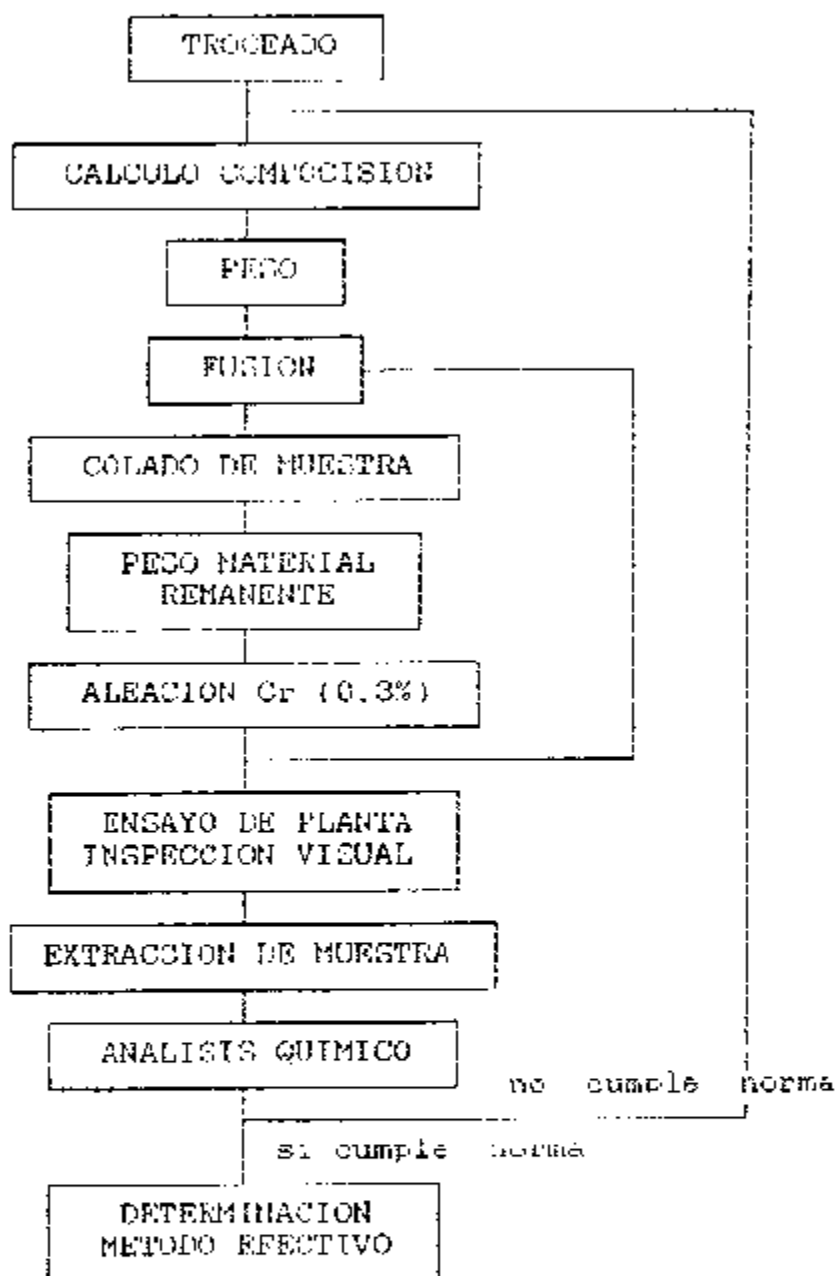 TROCEADO
CALCULO COMPOCISION
PESO
FUSION
COLADO DE MUESTRA
PESO MATERIAL
REMANENTE
ALEACION Cr (0.3%)
ENSAYO DE PLANTA
INSPECCION VISUAL
EXTRACCION DE MUESTRA
ANALISIS QUIMICO
no cumple norma
si cumple norma
DETERMINACION
METODO EFECTIVO